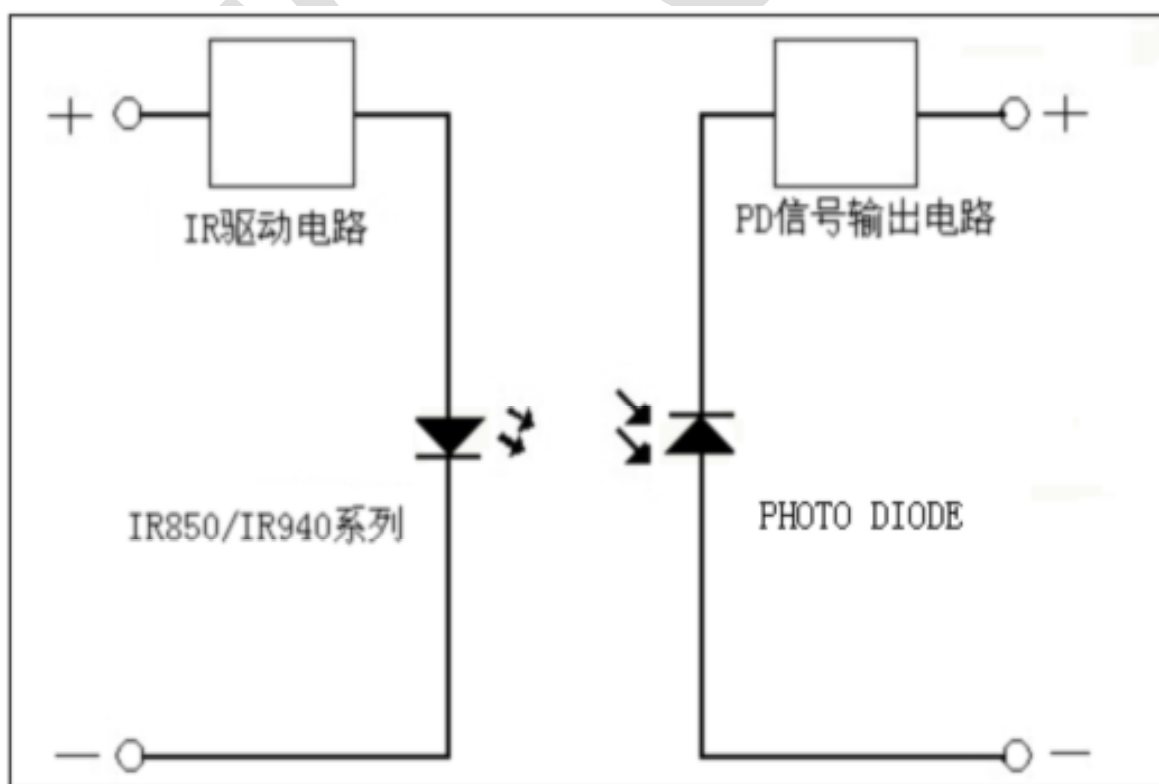 + +
IR驱动电路
PD信号输出电路
IR850/IR940系列
PHOTO DIODE
— —